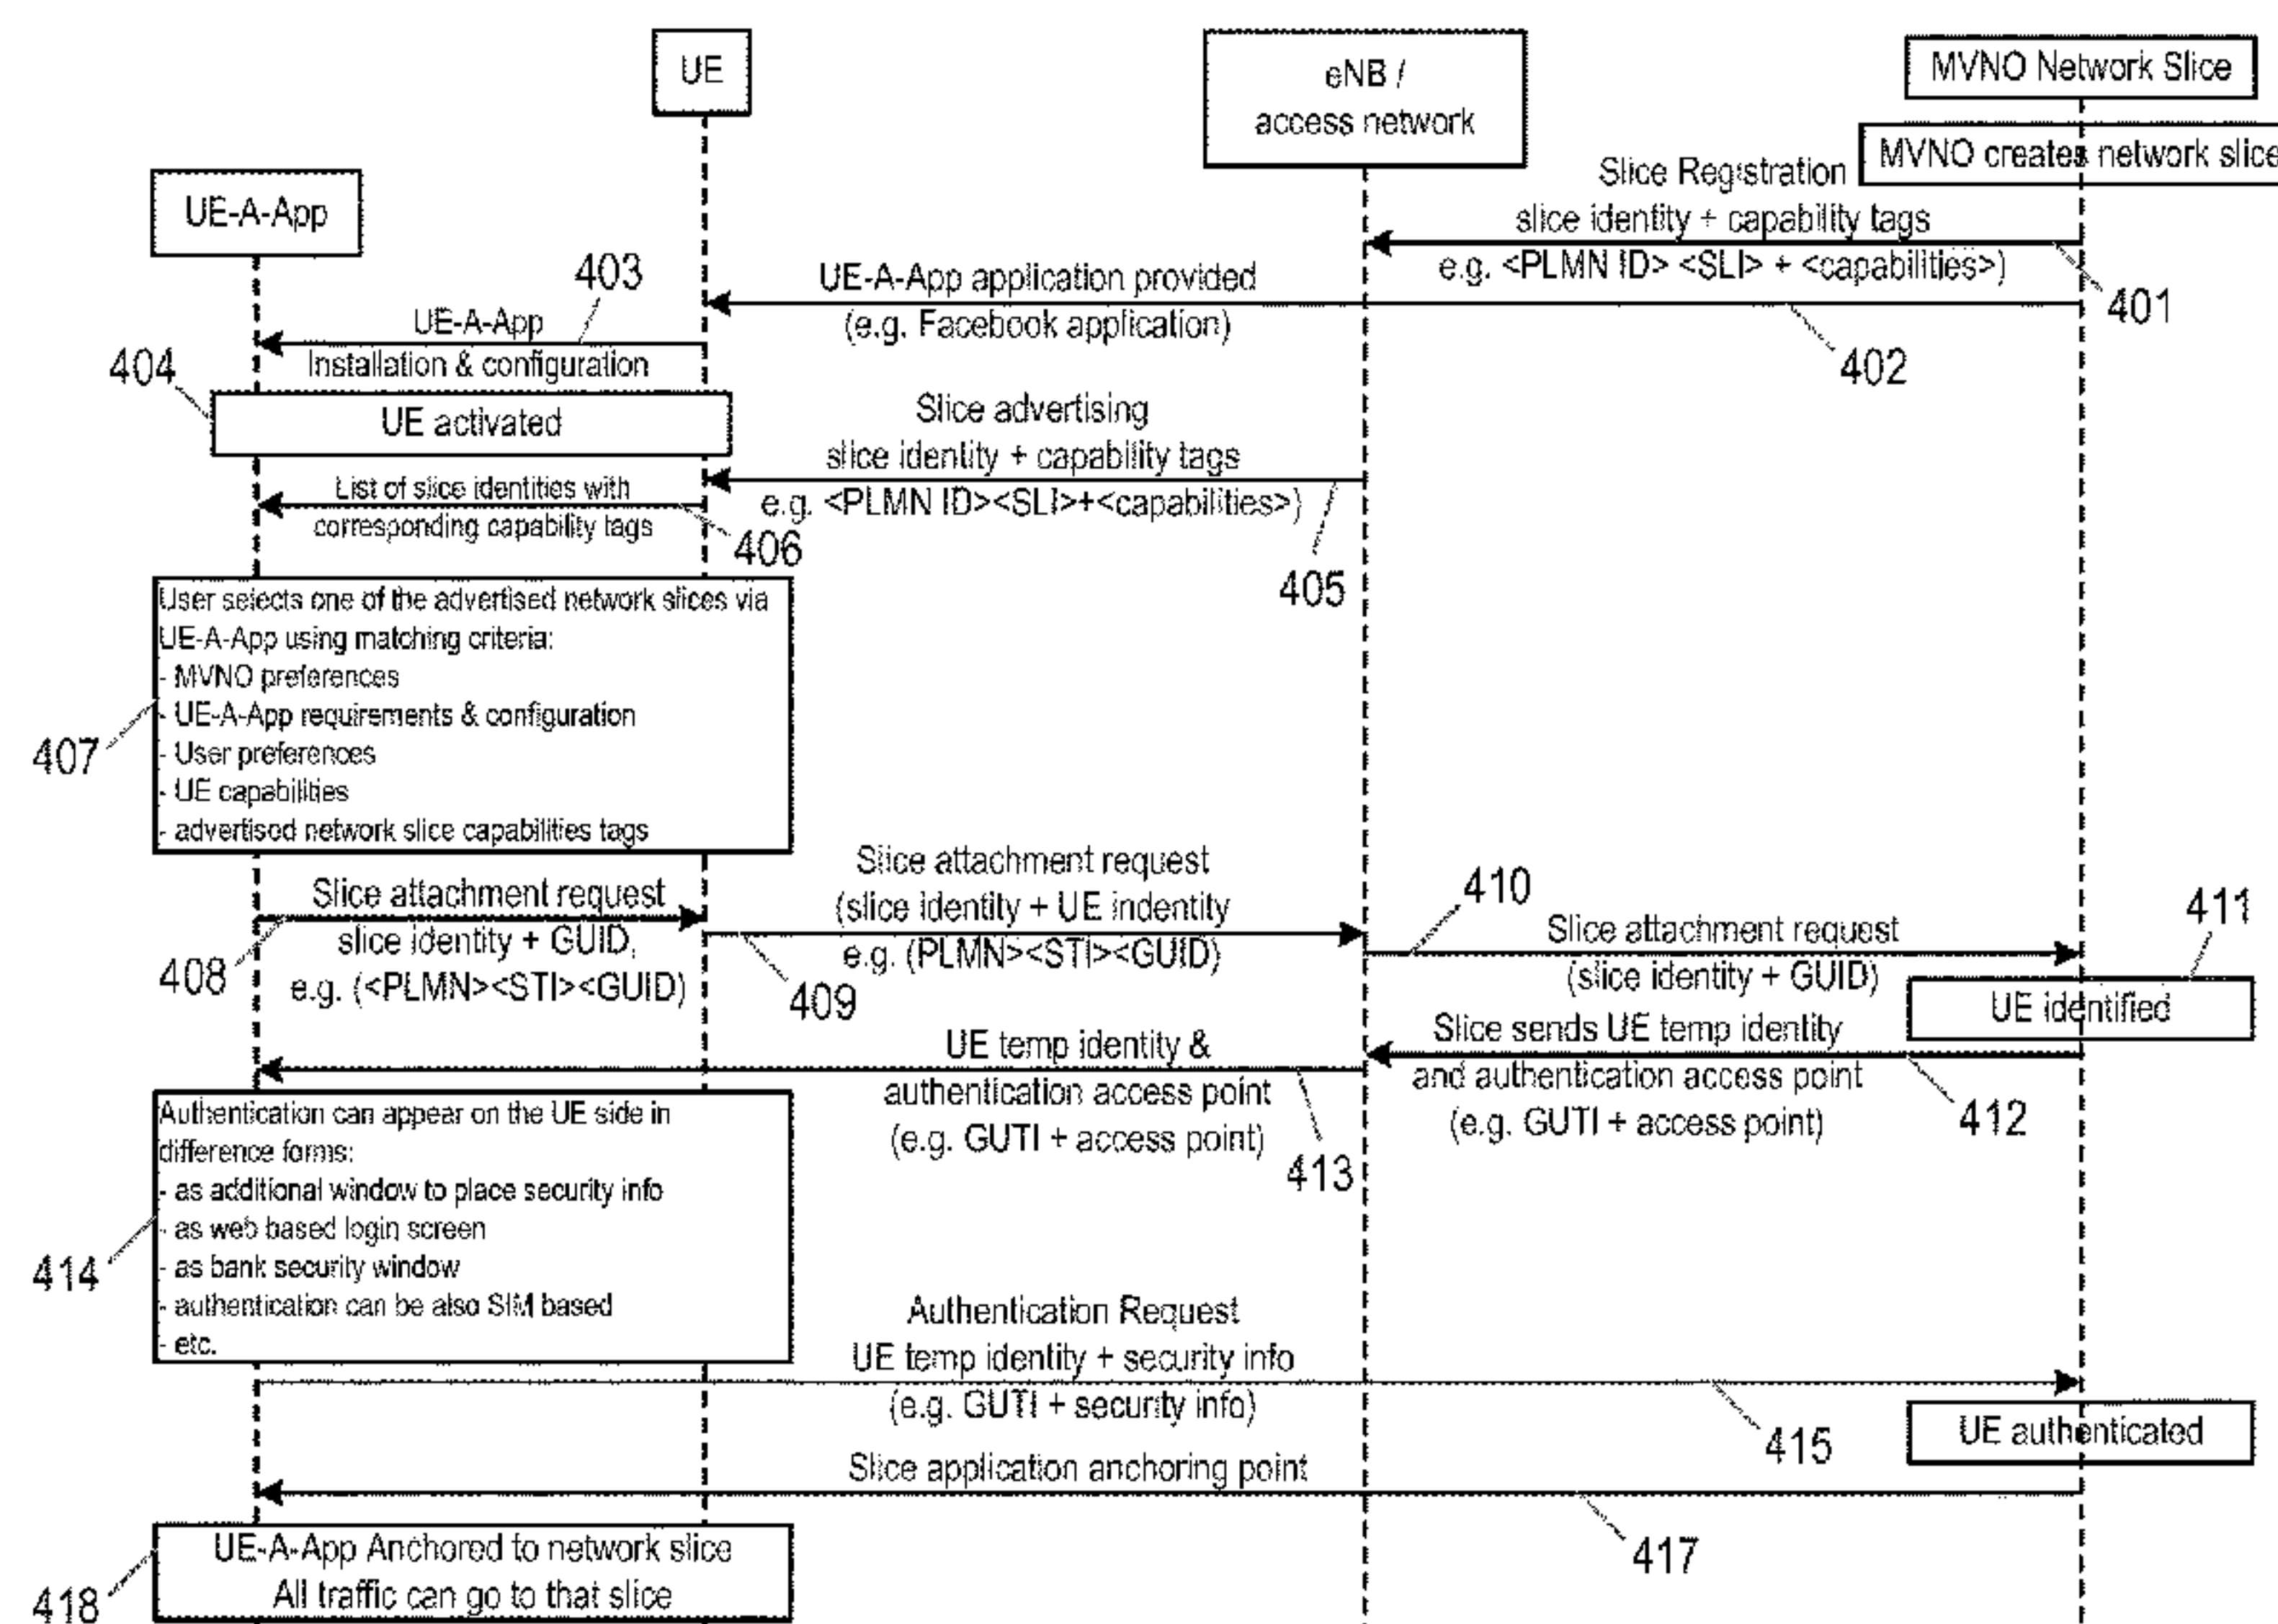 UE
eNB /
access network
MVNO Network Slice
MVNO creates network slice
UE-A-App
Slice Registration
slice identity + capability tags
e.g. <PLMN ID> <SLI> + <capabilities>)
401
UE-A-App application provided
(e.g. Facebook application)
402
403
UE-A-App
Installation & configuration
404
UE activated
Slice advertising
slice identity + capability tags
e.g. <PLMN ID><SLI>+<capabilities>)
405
List of slice identities with
corresponding capability tags
406
User selects one of the advertised network slices via
UE-A-App using matching criteria:
- MVNO preferences
- UE-A-App requirements & configuration
- User preferences
- UE capabilities
- advertised network slice capabilities tags
407
Slice attachment request
slice identity + GUID,
e.g. (<PLMN><STI><GUID)
408
Slice attachment request
(slice identity + UE indentity
e.g. (PLMN><STI><GUID)
409
410
Slice attachment request
(slice identity + GUID)
411
UE identified
Slice sends UE temp identity
and authentication access point
(e.g. GUTI + access point)
412
UE temp identity &
authentication access point
(e.g. GUTI + access point)
413
Authentication can appear on the UE side in
difference forms:
- as additional window to place security info
- as web based login screen
- as bank security window
- authentication can be also SIM based
- etc.
414
Authentication Request
UE temp identity + security info
(e.g. GUTI + security info)
415
UE authenticated
Slice application anchoring point
417
UE-A-App Anchored to network slice
All traffic can go to that slice
418